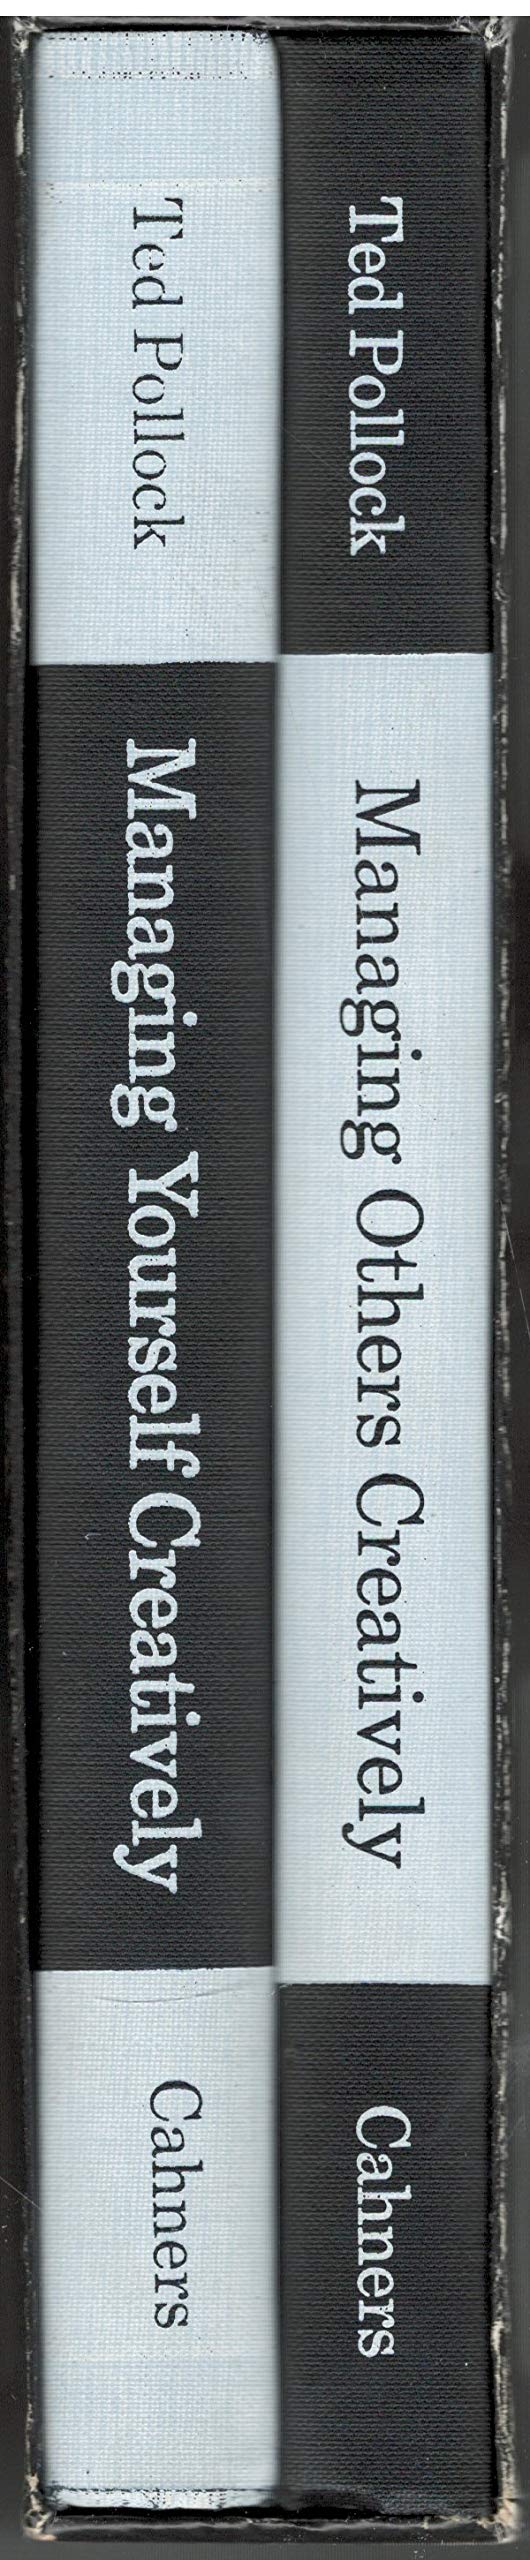 Ted Pollock
Managing Yourself Creatively
Cahners
Ted Pollock
Managing Others Creatively
Cahners